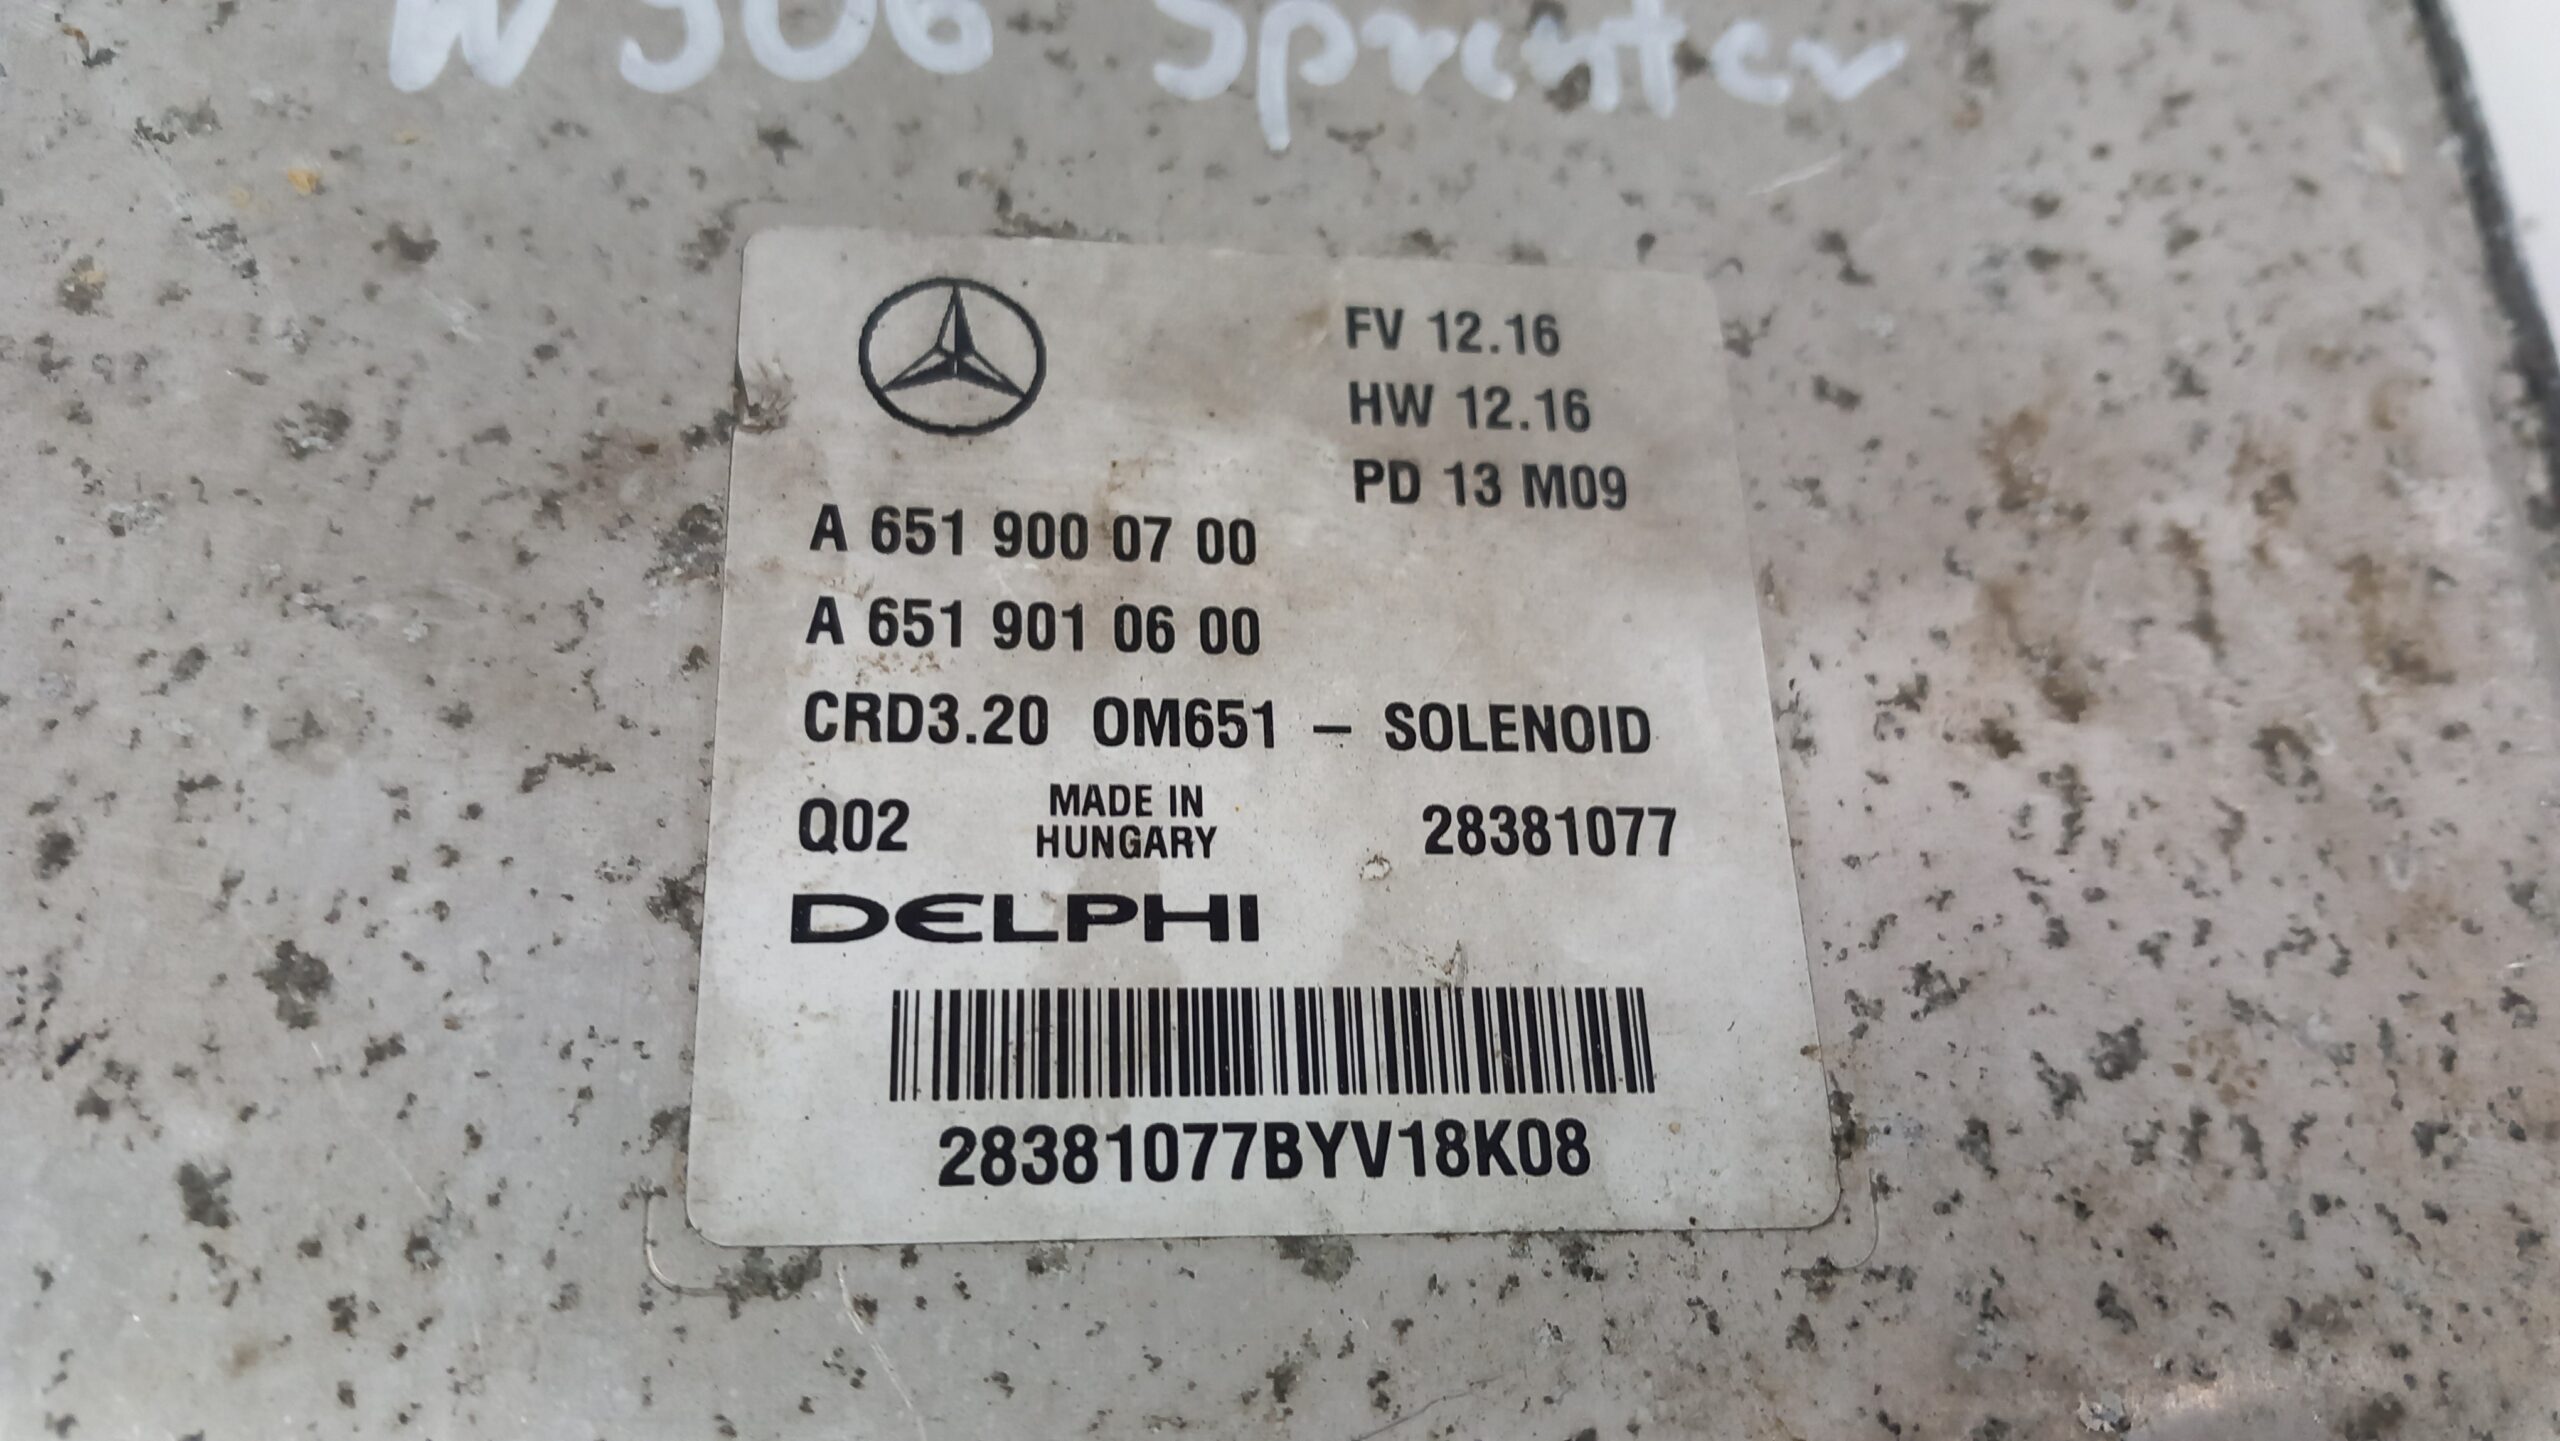 W906 Sprinter
FV 12.16
HW 12.16
PD 13 M09
A 651 900 07 00
A 651 901 06 00
CRD3.20 OM651 – SOLENOID
Q02 MADE IN HUNGARY 28381077
DELPHI
28381077BYV18K08